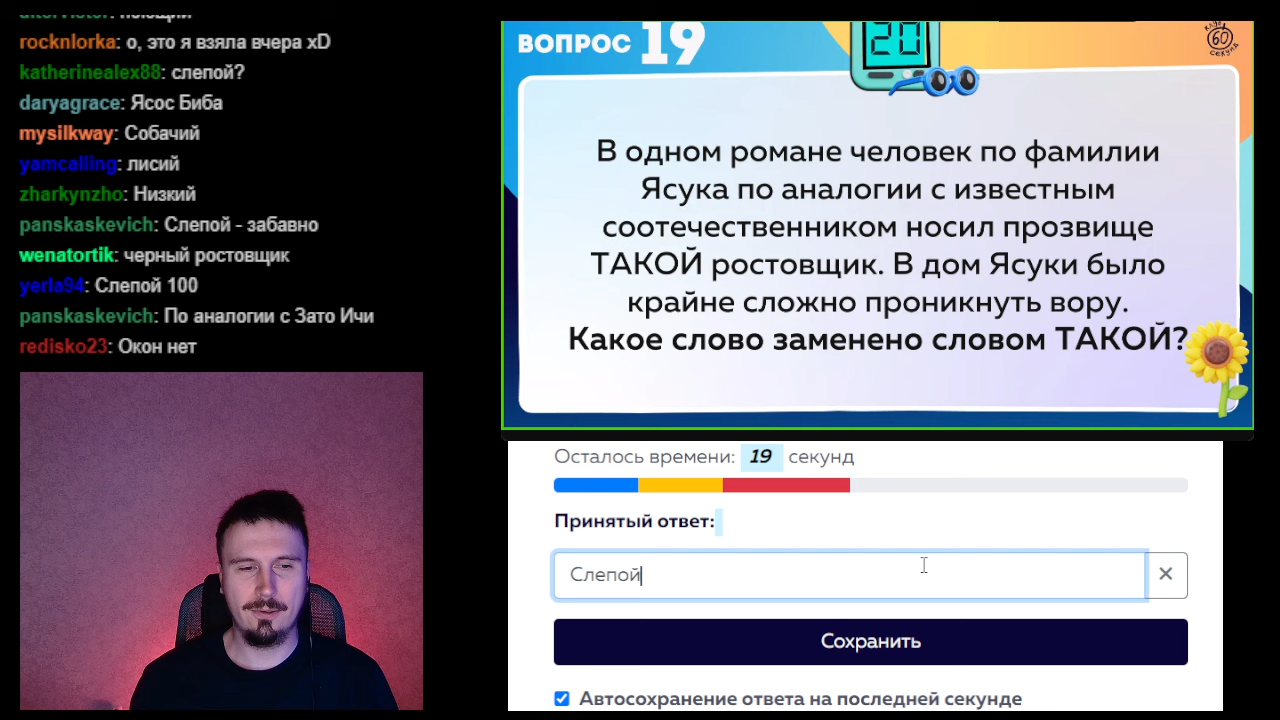 rocknlorka: о, это я взяла вчера xD
katherinealex88: слепой?
daryagrace: Ясос Биба
mysilkway: Собачий
yamcalling: лисий
zharkynzho: Низкий
panskaskevich: Слепой - забавно
wenatortik: черный ростовщик
yerla94: Слепой 100
panskaskevich: По аналогии с Зато Ичи
redisko23: Окон нет
ВОПРОС 19
20
60
СЕКУНД
В одном романе человек по фамилии
Ясука по аналогии с известным
соотечественником носил прозвище
ТАКОЙ ростовщик. В дом Ясуки было
крайне сложно проникнуть вору.
Какое слово заменено словом ТАКОЙ?
Осталось времени: 19 секунд
Принятый ответ:
Слепой
Сохранить
Автосохранение ответа на последней секунде